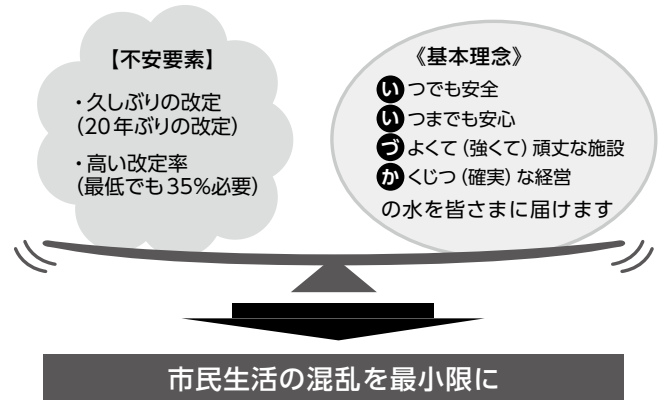 【不安要素】
・久しぶりの改定
（20年ぶりの改定）
・高い改定率
（最低でも35%必要）
《基本理念》
いつでも安全
いつまでも安心
づよくて（強くて）頑丈な施設
かくじつ（確実）な経営
の水を皆さまに届けます
市民生活の混乱を最小限に